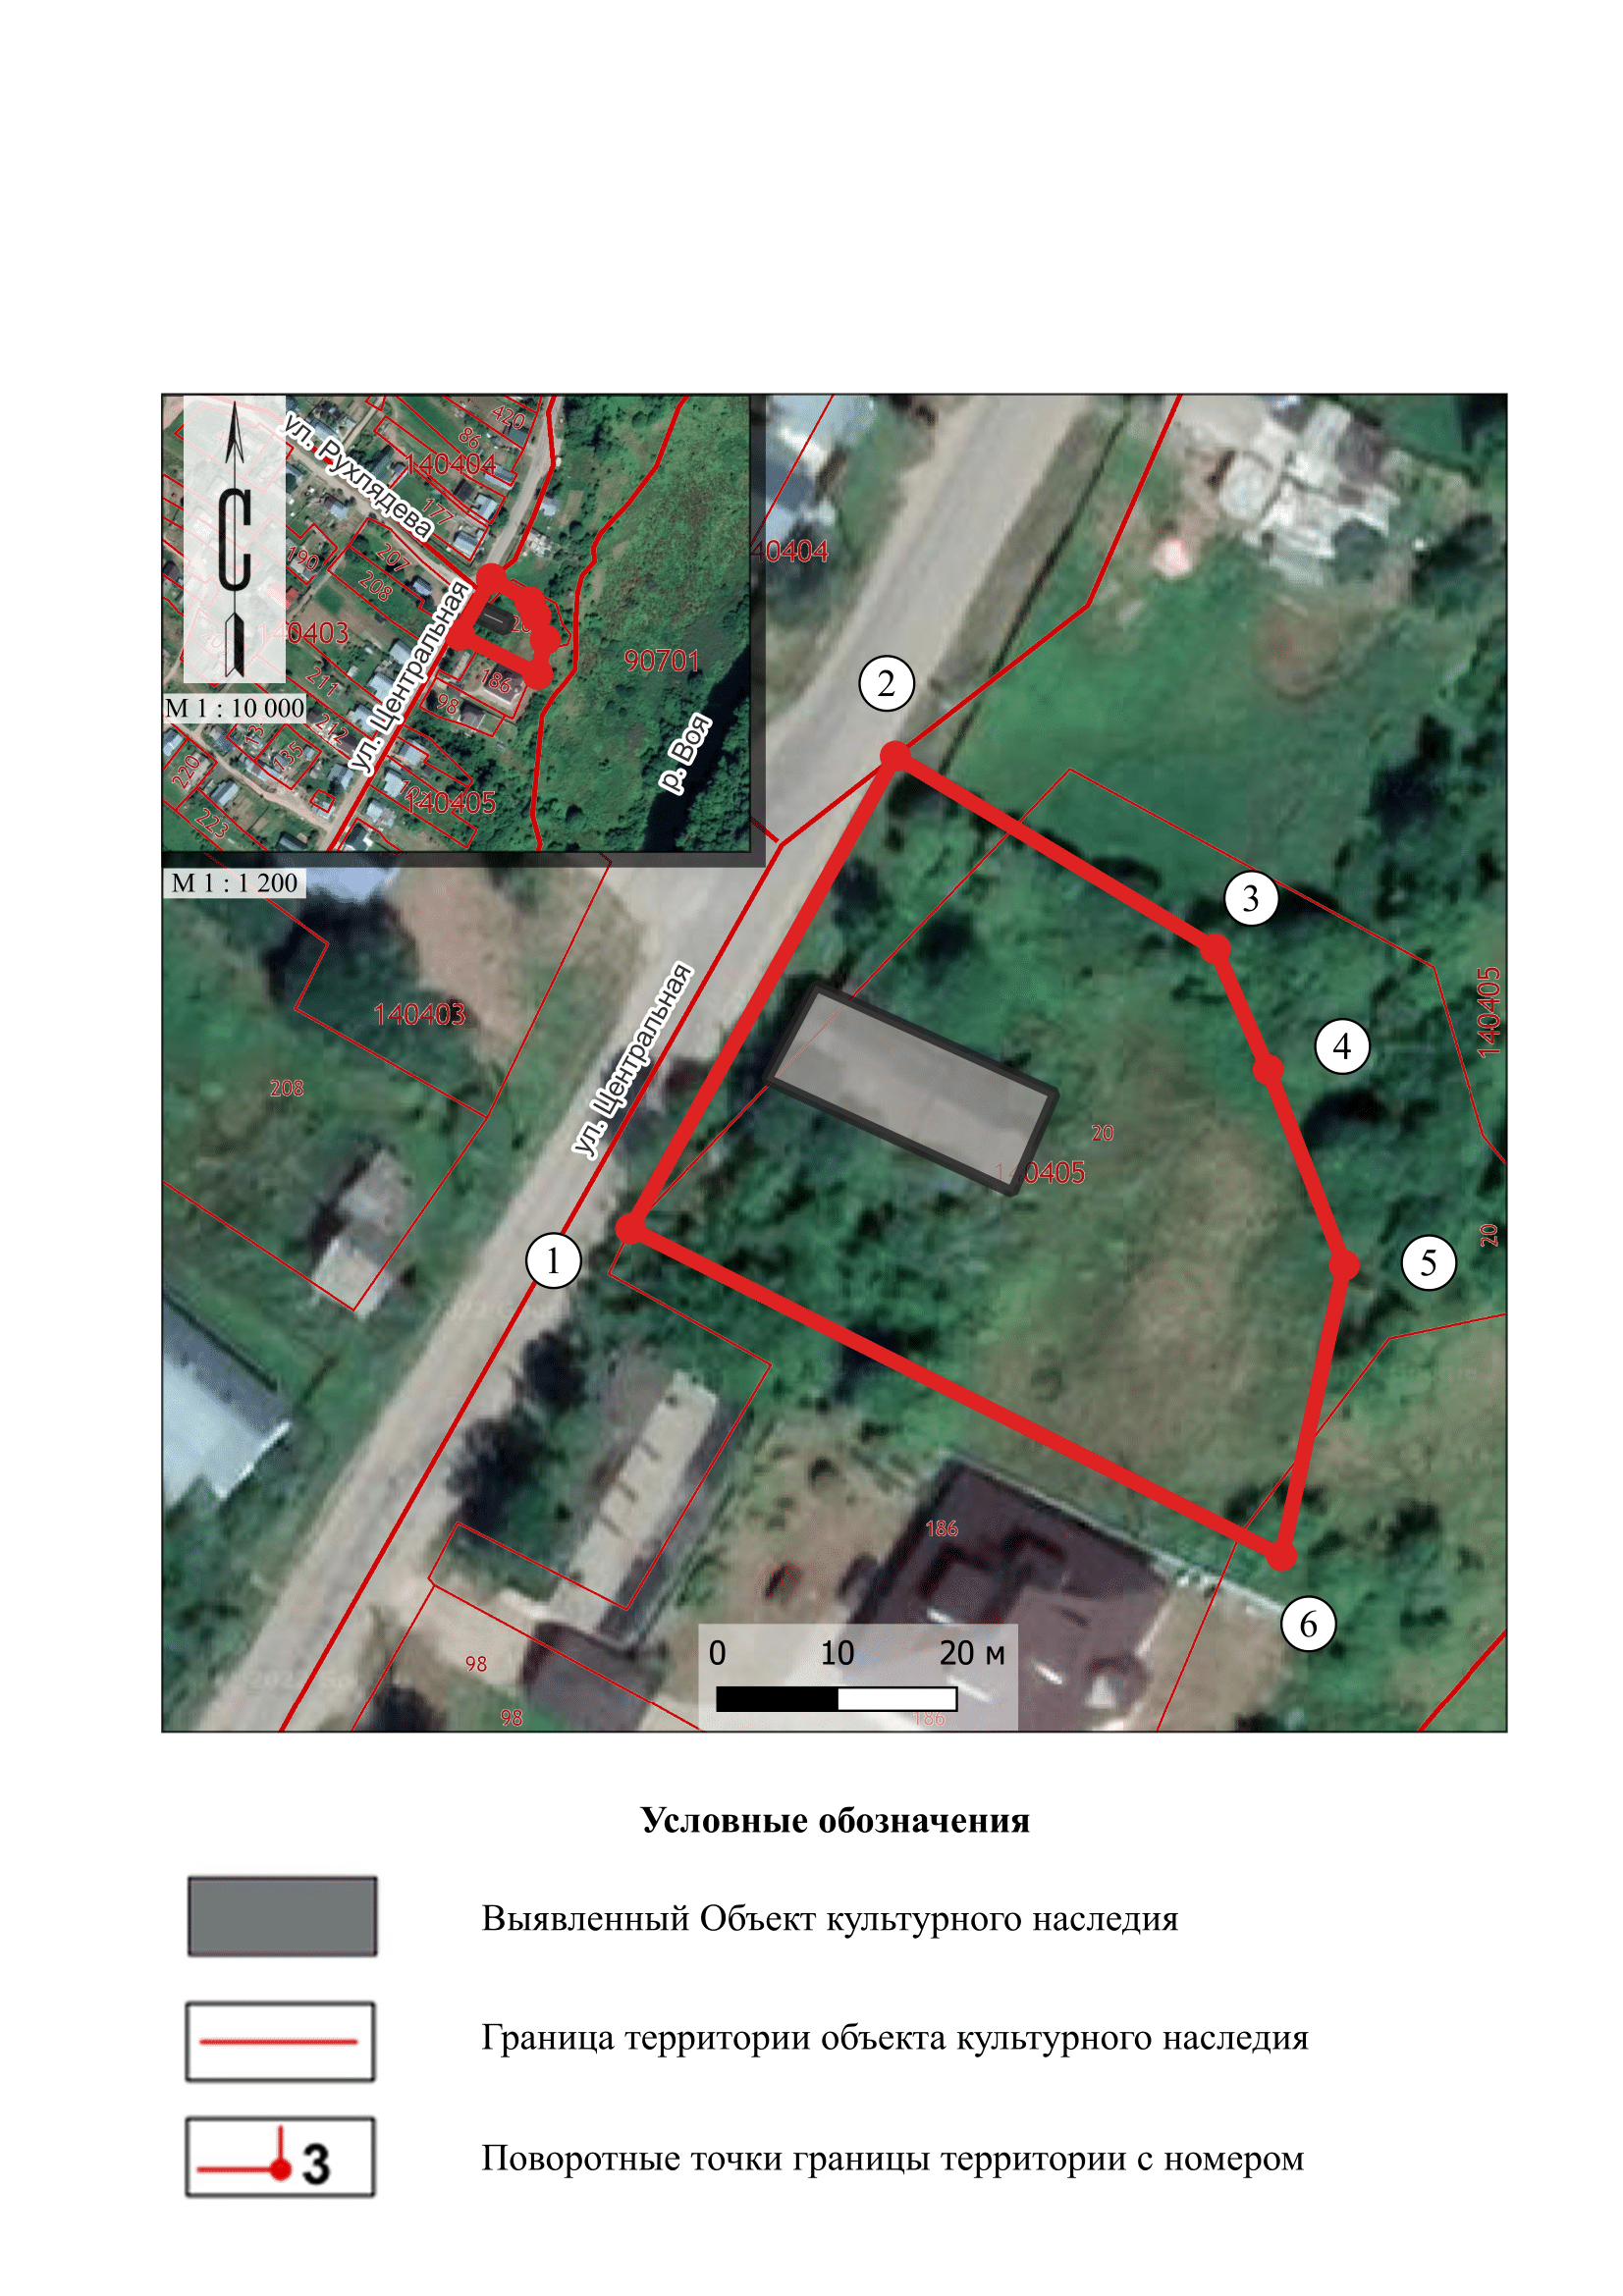 ул. Рухлядева
420
86
140404
177
С
190
207
208
140403
211
186
98
90701
ул. Центральная
р. Воя
М 1 : 10 000
212
135
220
223
140405
М 1 : 1 200
40404
2
3
140405
4
140403
ул. Центральная
208
20
140405
20
1
5
186
6
98
98
186
0 10 20 м
Условные обозначения
Выявленный Объект культурного наследия
Граница территории объекта культурного наследия
3
Поворотные точки границы территории с номером